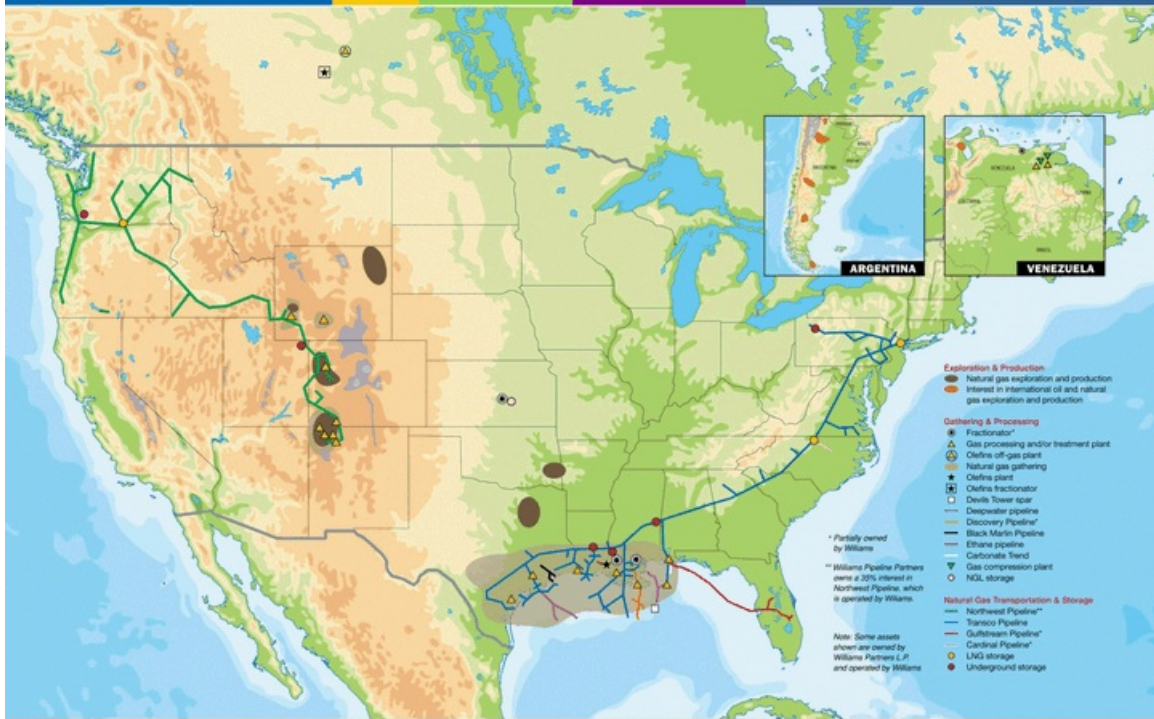 ARGENTINA
ARGENTINA
VENEZUELA
BRAZIL
VENEZUELA
Exploration & Production
Natural gas exploration and production
Interest in international oil and natural
gas exploration and production
Gathering & Processing
Fractionator*
Gas processing and/or treatment plant
Olefins off-gas plant
Natural gas gathering
Olefins plant
Olefins fractionator
Devils Tower spar
Deepwater pipeline
Discovery Pipeline*
Black Marlin Pipeline
Ethane pipeline
Carbonate Trend
Gas compression plant
NGL storage
Natural Gas Transportation & Storage
Northwest Pipeline**
Transco Pipeline
Gulfstream Pipeline*
Cardinal Pipeline*
LNG storage
Underground storage
* Partially owned
by Williams
** Williams Pipeline Partners
owns a 35% interest in
Northwest Pipeline, which
is operated by Williams.
Note: Some assets
shown are owned by
Williams Partners L.P.
and operated by Williams